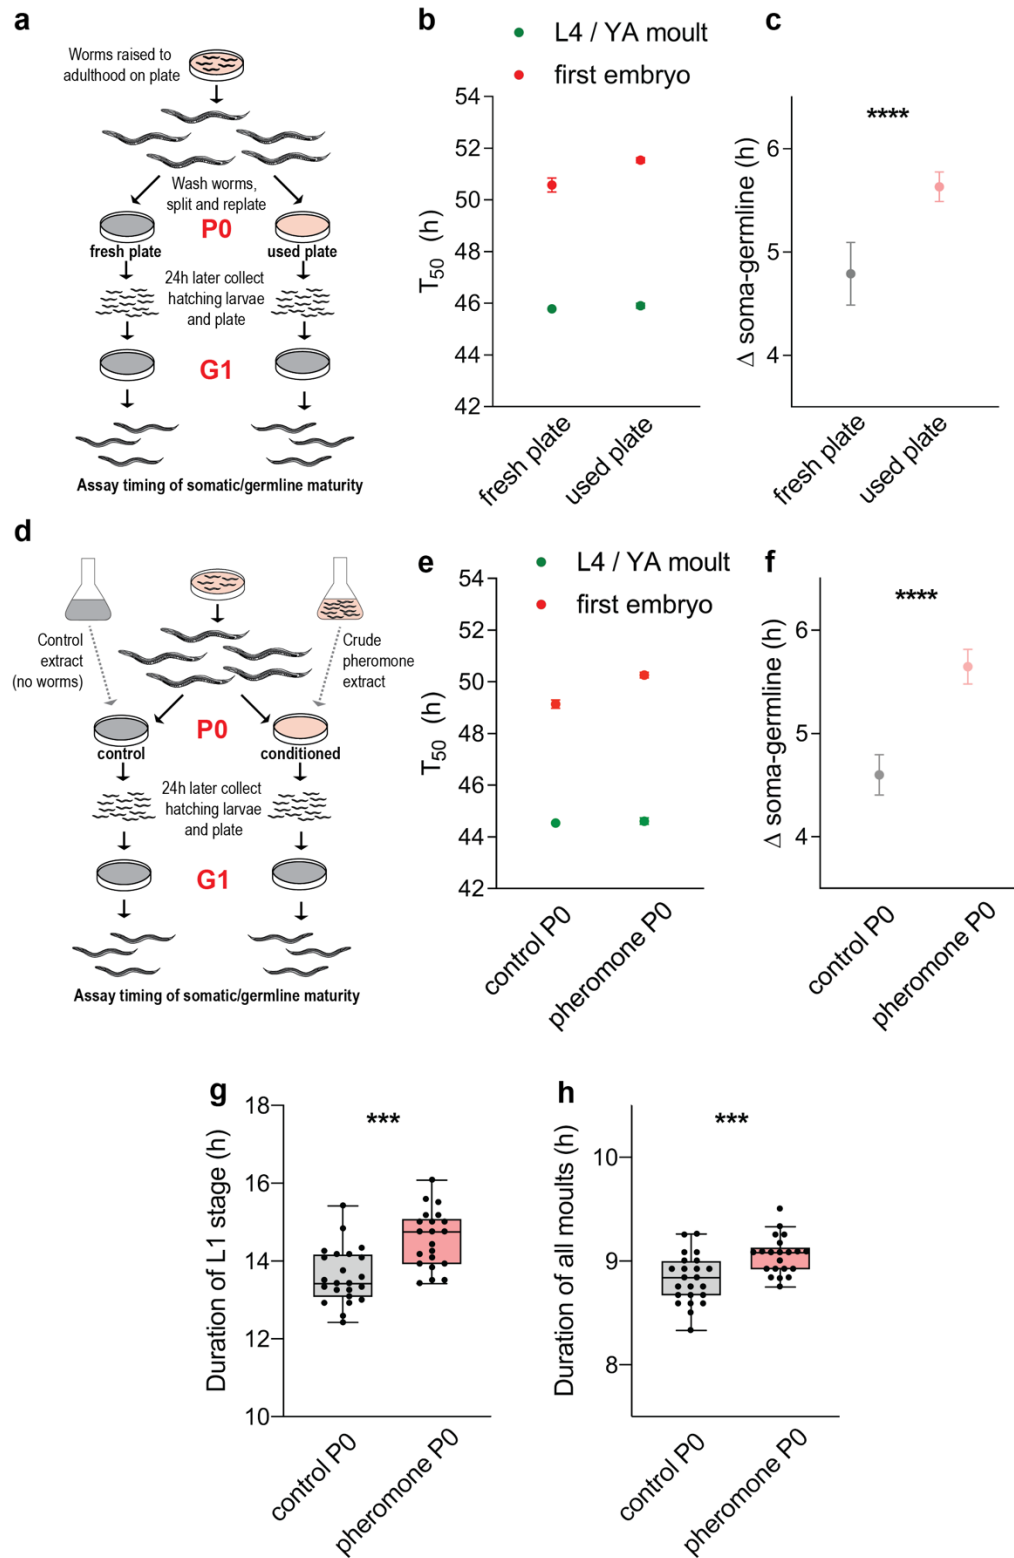 a
Worms raised to
adulthood on plate
Wash worms,
split and replate
P0
fresh plate
used plate
24h later collect
hatching larvae
and plate
G1
Assay timing of somatic/germline maturity
b
L4 / YA moult
first embryo
54
52
50
48
46
44
42
T50 (h)
fresh plate
used plate
c
****
6
5
4
Δ soma-germline (h)
fresh plate
used plate
d
Control
extract
(no worms)
Crude
pheromone
extract
P0
control
conditioned
24h later collect
hatching larvae
and plate
G1
Assay timing of somatic/germline maturity
e
L4 / YA moult
first embryo
54
52
50
48
46
44
42
T50 (h)
control P0
pheromone P0
f
****
6
5
4
Δ soma-germline (h)
control P0
pheromone P0
g
***
18
16
14
12
10
Duration of L1 stage (h)
control P0
pheromone P0
h
***
10
9
8
Duration of all moults (h)
control P0
pheromone P0